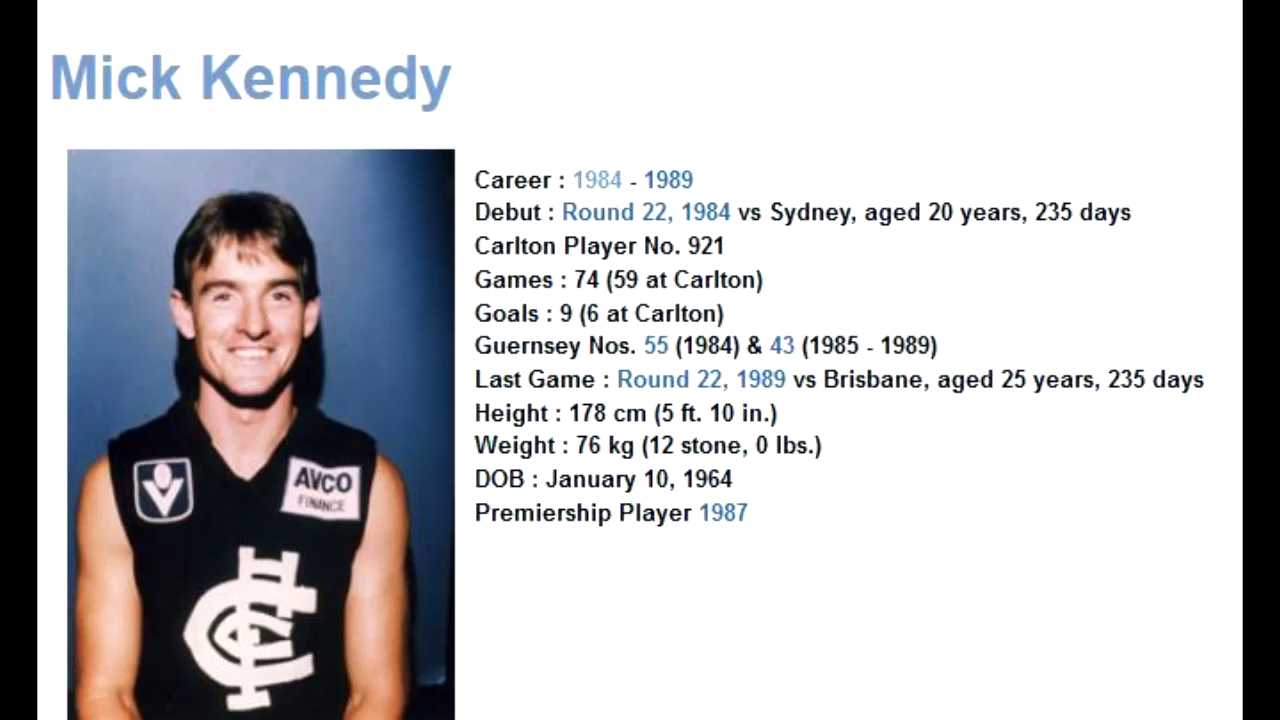 Mick Kennedy
Career : 1984 - 1989
Debut : Round 22, 1984 vs Sydney, aged 20 years, 235 days
Carlton Player No. 921
Games : 74 (59 at Carlton)
Goals : 9 (6 at Carlton)
Guernsey Nos. 55 (1984) & 43 (1985 - 1989)
Last Game : Round 22, 1989 vs Brisbane, aged 25 years, 235 days
Height : 178 cm (5 ft. 10 in.)
Weight : 76 kg (12 stone, 0 lbs.)
DOB : January 10, 1964
Premiership Player 1987
AVCO
FINANCE
CFC